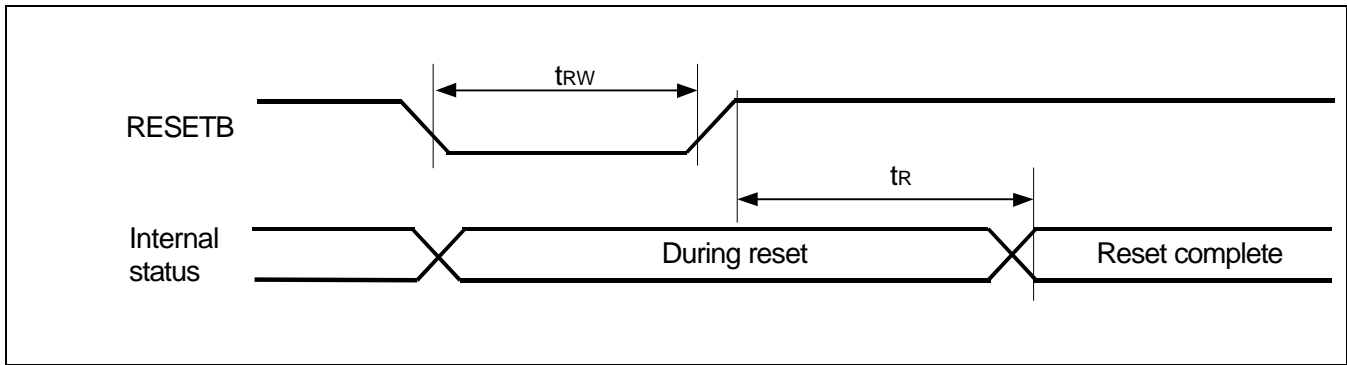 tRW
RESETB
tR
Internal
status
During reset
Reset complete